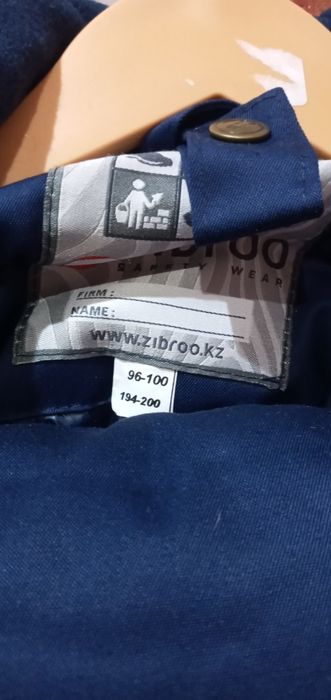 SAFETY WEAR
FIRM:
NAME:
www.zibroo.kz
96-100
194-200